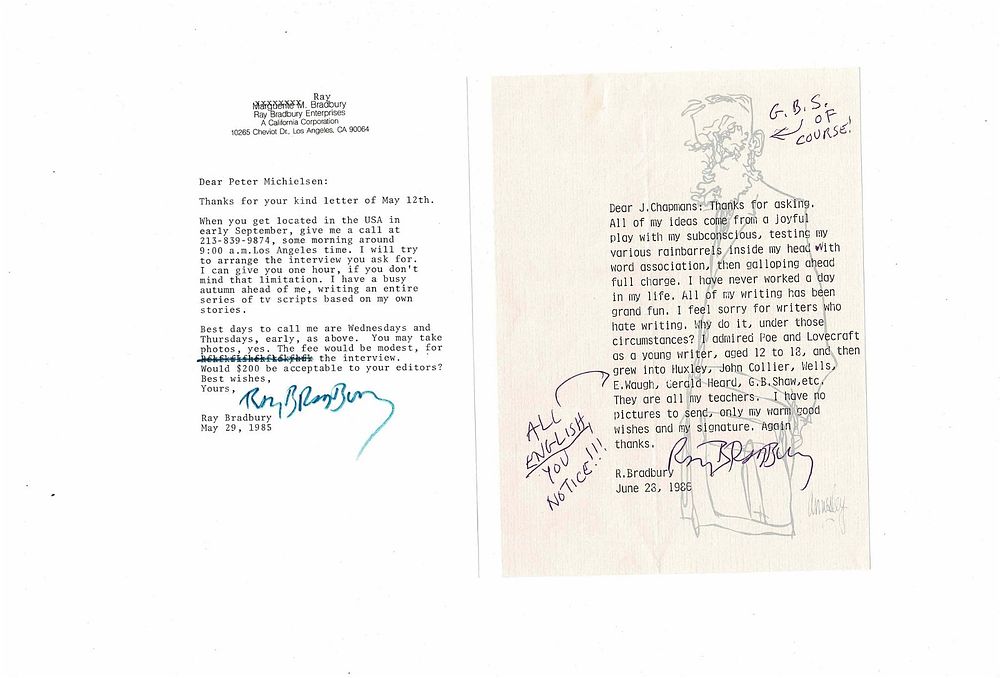 Ray
Marguerite M. Bradbury
Ray Bradbury Enterprises
A California Corporation
10265 Cheviot Dr., Los Angeles, CA 90064
Dear Peter Michielsen:
Thanks for your kind letter of May 12th.
When you get located in the USA in
early September, give me a call at
213-839-9874, some morning around
9:00 a.m.Los Angeles time. I will try
to arrange the interview you ask for.
I can give you one hour, if you don't
mind that limitation. I have a busy
autumn ahead of me, writing an entire
series of tv scripts based on my own
stories.
Best days to call me are Wednesdays and
Thursdays, early, as above. You may take
photos, yes. The fee would be modest, for
the interview.
Would $200 be acceptable to your editors?
Best wishes,
Yours,
Ray Bradbury
Ray Bradbury
May 29, 1985
G.B.S.
OF
COURSE!
Dear J.Chapmans: Thanks for asking.
All of my ideas come from a joyful
play with my subconscious, testing my
various rainbarrels inside my head with
word association, then galloping ahead
full charge. I have never worked a day
in my life. All of my writing has been
grand fun. I feel sorry for writers who
hate writing. Why do it, under those
circumstances? I admired Poe and Lovecraft
as a young writer, aged 12 to 18, and then
grew into Huxley, John Collier, Wells,
E.Waugh, Gerald Heard, G.B.Shaw,etc.
They are all my teachers. I have no
pictures to send, only my warm good
wishes and my signature. Again
thanks.
Ray Bradbury
R.Bradbury
June 28, 1986
ALL
ENGLISH,
YOU
NOTICE!!!